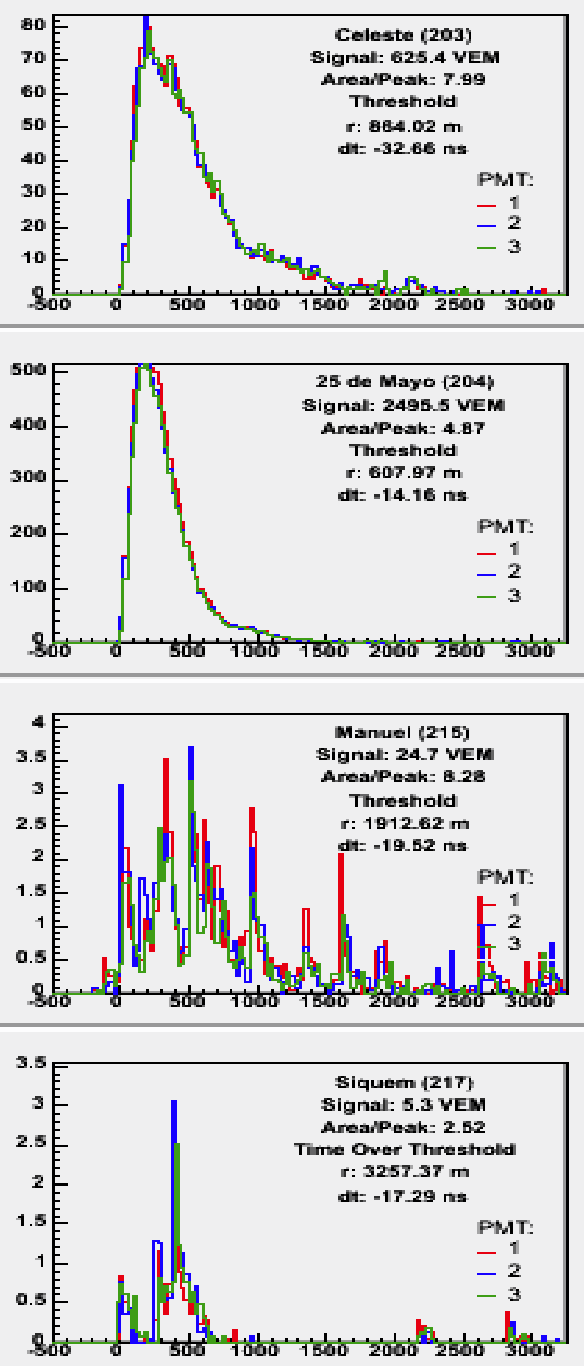 80
70
60
50
40
30
20
10
0
Celeste (203)
Signal: 625.4 VEM
Area/Peak: 7.99
Threshold
r: 864.02 m
dt: -32.66 ns
PMT:
1
2
3
-500 0 500 1000 1500 2000 2500 3000
500
400
300
200
100
0
25 de Mayo (204)
Signal: 2495.5 VEM
Area/Peak: 4.87
Threshold
r: 607.97 m
dt: -14.16 ns
PMT:
1
2
3
-500 0 500 1000 1500 2000 2500 3000
4
3.5
3
2.5
2
1.5
1
0.5
0
Manuel (215)
Signal: 24.7 VEM
Area/Peak: 8.28
Threshold
r: 1912.62 m
dt: -19.52 ns
PMT:
1
2
3
-500 0 500 1000 1500 2000 2500 3000
3.5
3
2.5
2
1.5
1
0.5
0
Siquem (217)
Signal: 5.3 VEM
Area/Peak: 2.52
Time Over Threshold
r: 3257.37 m
dt: -17.29 ns
PMT:
1
2
3
-500 0 500 1000 1500 2000 2500 3000